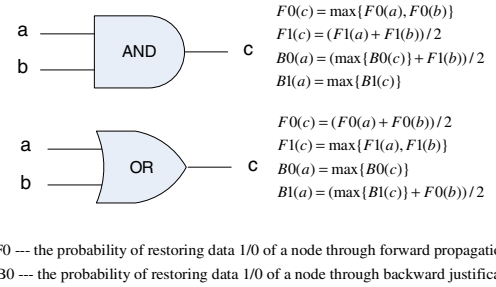 a
b
AND
c
F0(c) = max{F0(a), F0(b)}
F1(c) = (F1(a) + F1(b)) / 2
B0(a) = (max{B0(c)} + F1(b)) / 2
B1(a) = max{B1(c)}
a
b
OR
c
F0(c) = (F0(a) + F0(b)) / 2
F1(c) = max{F1(a), F1(b)}
B0(a) = max{B0(c)}
B1(a) = (max{B1(c)} + F0(b)) / 2
F0 --- the probability of restoring data 1/0 of a node through forward propagatio
B0 --- the probability of restoring data 1/0 of a node through backward justifica